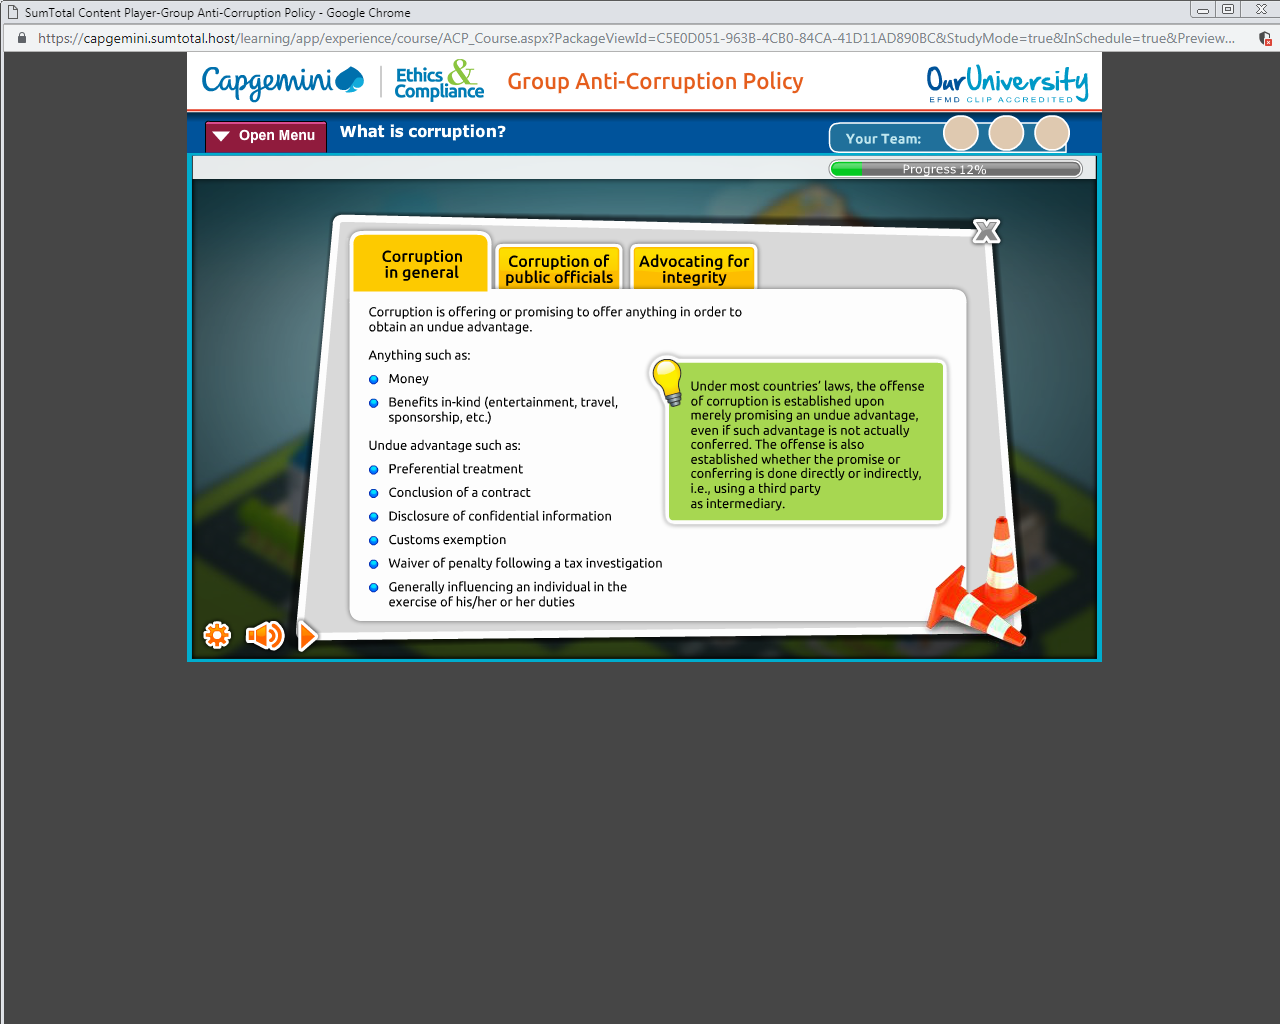 SumTotal Content Player-Group Anti-Corruption Policy - Google Chrome
https://capgemini.sumtotal.host/learning/app/experience/course/ACP_Course.aspx?PackageViewId=C5E0D051-963B-4CB0-84CA-41D11AD890BC&StudyMode=true&InSchedule=true&Preview...
Capgemini
Ethics &
Compliance
Group Anti-Corruption Policy
OurUniversity
EFMD CLIP ACCREDITED
Open Menu
What is corruption?
Your Team:
Progress 12%
X
Corruption
in general
Corruption of
public officials
Advocating for
integrity
Corruption is offering or promising to offer anything in order to
obtain an undue advantage.
Anything such as:
Money
Benefits in-kind (entertainment, travel,
sponsorship, etc.)
Undue advantage such as:
Preferential treatment
Conclusion of a contract
Disclosure of confidential information
Customs exemption
Waiver of penalty following a tax investigation
Generally influencing an individual in the
exercise of his/her or her duties
Under most countries' laws, the offense
of corruption is established upon
merely promising an undue advantage,
even if such advantage is not actually
conferred. The offense is also
established whether the promise or
conferring is done directly or indirectly,
i.e., using a third party
as intermediary.